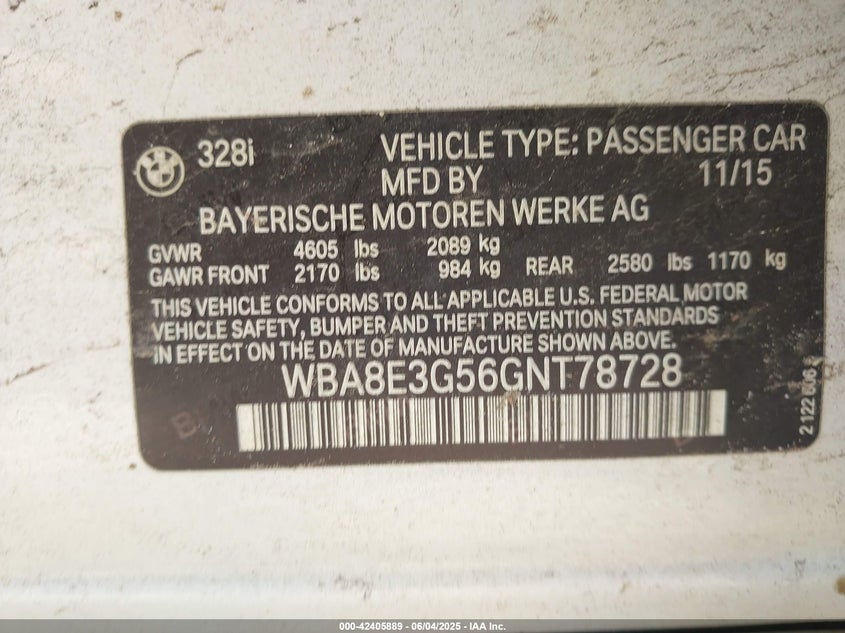 328i VEHICLE TYPE: PASSENGER CAR
MFD BY 11/15
BAYERISCHE MOTOREN WERKE AG
GVWR 4605 lbs 2089 kg
GAWR FRONT 2170 lbs 984 kg REAR 2580 lbs 1170 kg
THIS VEHICLE CONFORMS TO ALL APPLICABLE U.S. FEDERAL MOTOR
VEHICLE SAFETY, BUMPER AND THEFT PREVENTION STANDARDS
IN EFFECT ON THE DATE OF MANUFACTURE SHOWN ABOVE.
WBA8E3G56GNT78728
2 122
000-42405889 - 06/04/2025 - IAA Inc.